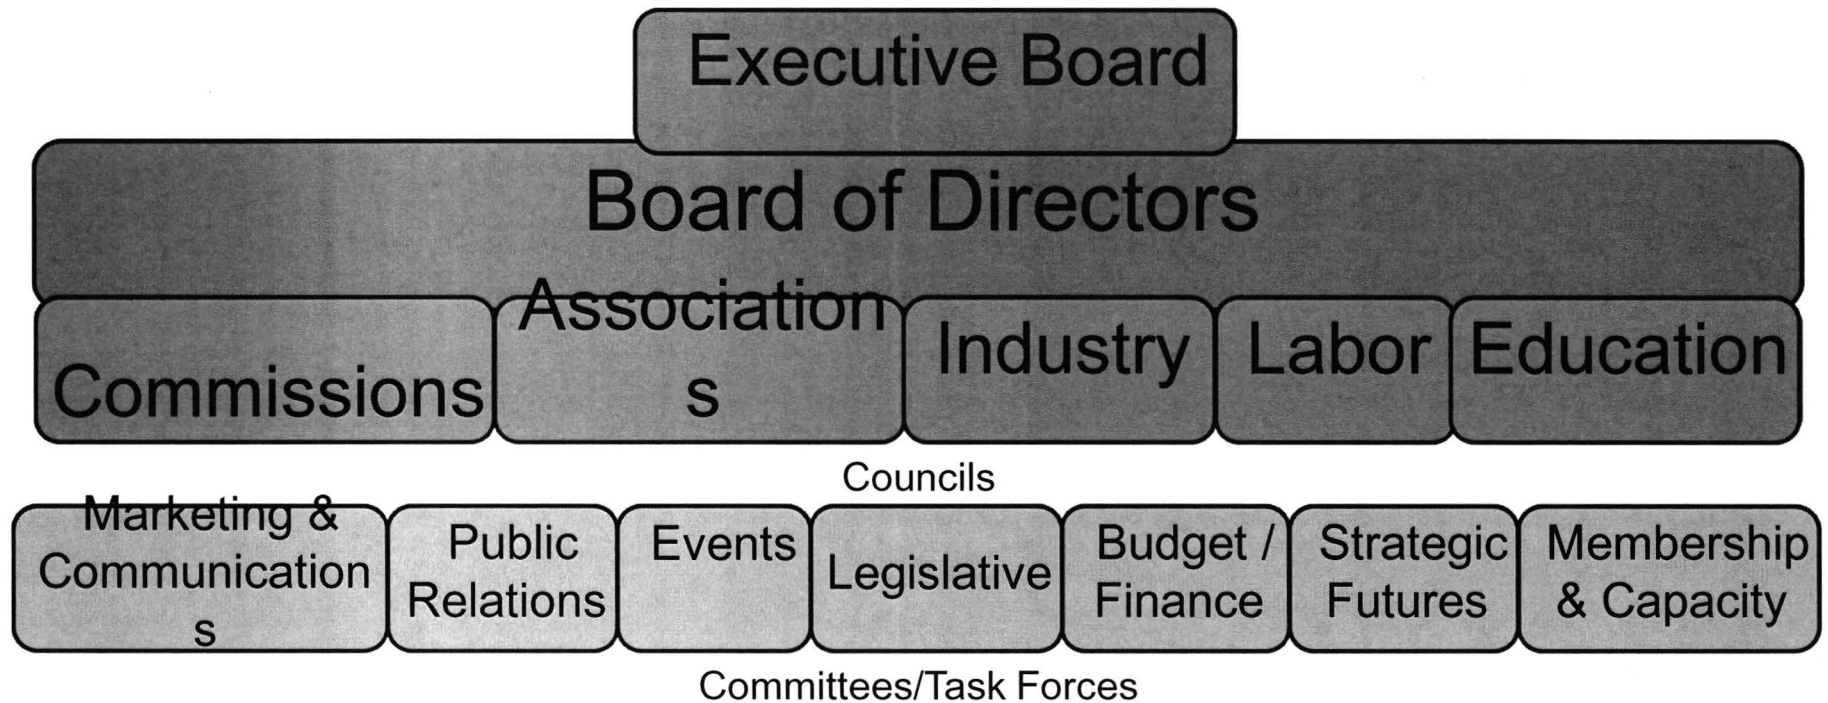 Executive Board
Board of Directors
Commissions
Association
s
Industry
Labor
Education
Councils
Marketing &
Communication
s
Public
Relations
Events
Legislative
Budget /
Finance
Strategic
Futures
Membership
& Capacity
Committees/Task Forces